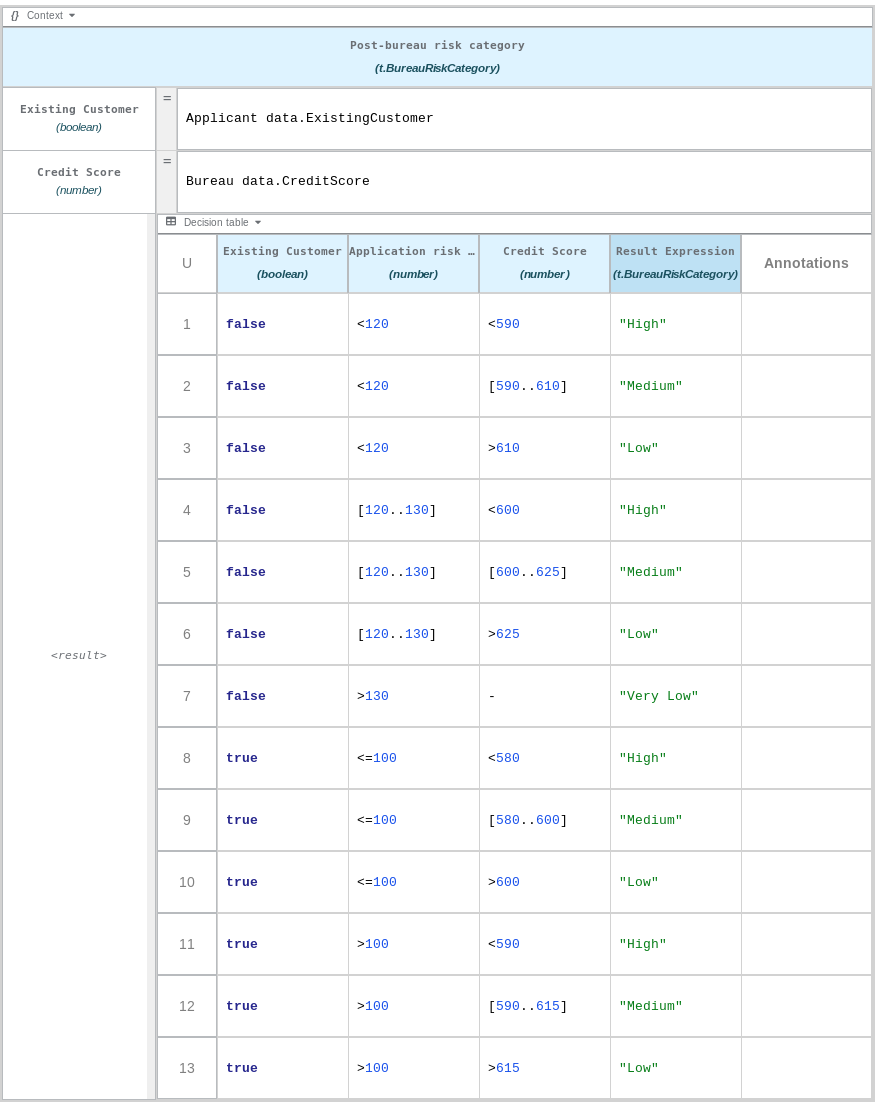 {} Context
Post-bureau risk category
(t.BureauRiskCategory)
Existing Customer
(boolean)
=
Applicant data.ExistingCustomer
Credit Score
(number)
=
Bureau data.CreditScore
<result>
Decision table
U
Existing Customer
(boolean)
Application risk …
(number)
Credit Score
(number)
Result Expression
(t.BureauRiskCategory)
Annotations
1 false <120 <590 "High"
2 false <120 [590..610] "Medium"
3 false <120 >610 "Low"
4 false [120..130] <600 "High"
5 false [120..130] [600..625] "Medium"
6 false [120..130] >625 "Low"
7 false >130 - "Very Low"
8 true <=100 <580 "High"
9 true <=100 [580..600] "Medium"
10 true <=100 >600 "Low"
11 true >100 <590 "High"
12 true >100 [590..615] "Medium"
13 true >100 >615 "Low"